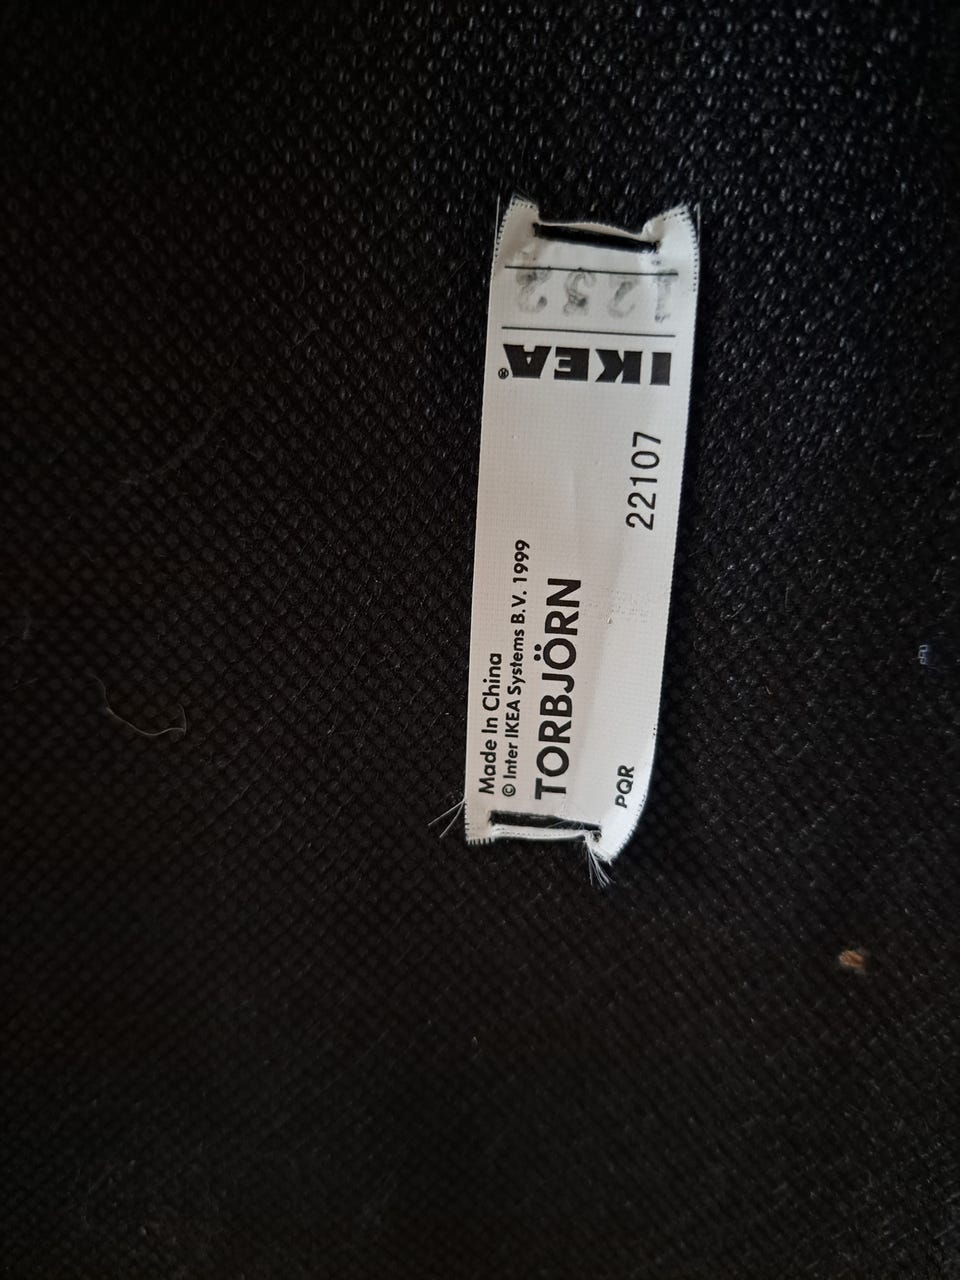 Made In China
© Inter IKEA Systems B.V. 1999
TORBJÖRN
PQR
22107
IKEA®
1232